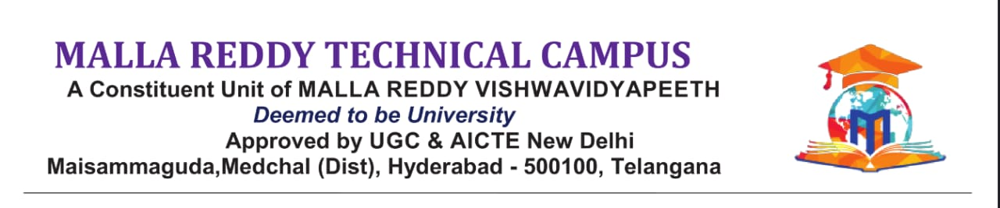 MALLA REDDY TECHNICAL CAMPUS
A Constituent Unit of MALLA REDDY VISHWAVIDYAPEETH
Deemed to be University
Approved by UGC & AICTE New Delhi
Maisammaguda,Medchal (Dist), Hyderabad - 500100, Telangana